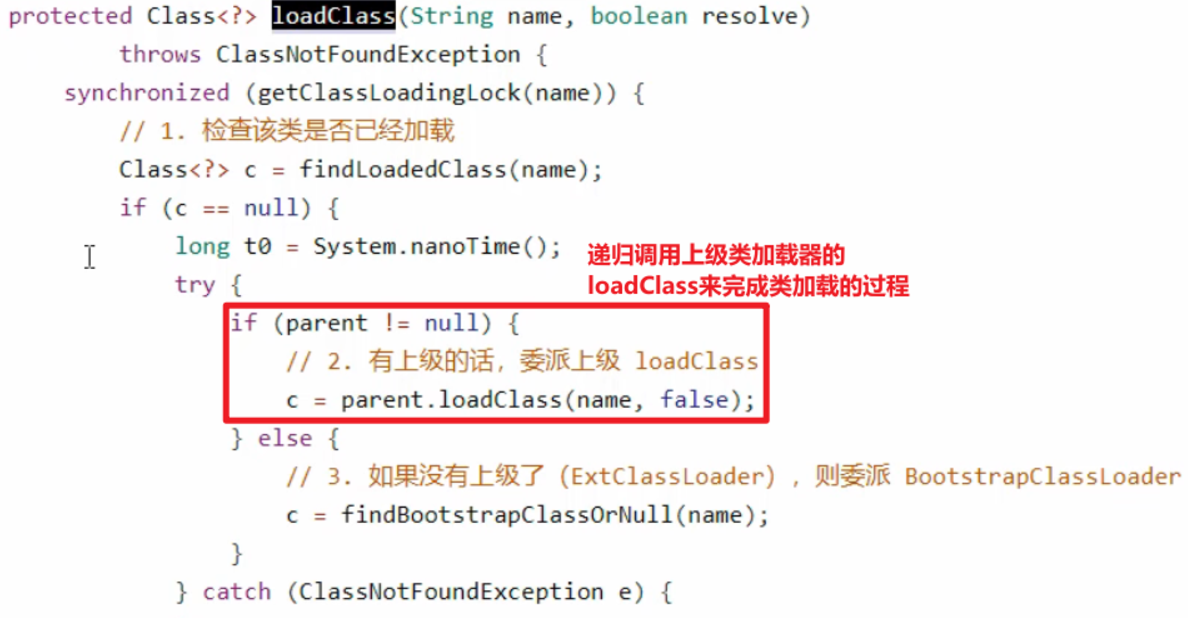 protected Class<?> loadClass(String name, boolean resolve)
throws ClassNotFoundException {
synchronized (getClassLoadingLock(name)) {
// 1. 检查该类是否已经加载
Class<?> c = findLoadedClass(name);
if (c == null) {
long t0 = System.nanoTime();
递归调用上级类加载器的
loadClass来完成类加载的过程
try {
if (parent != null) {
// 2. 有上级的话，委派上级 loadClass
c = parent.loadClass(name, false);
} else {
// 3. 如果没有上级了（ExtClassLoader），则委派 BootstrapClassLoader
c = findBootstrapClassOrNull(name);
}
} catch (ClassNotFoundException e) {